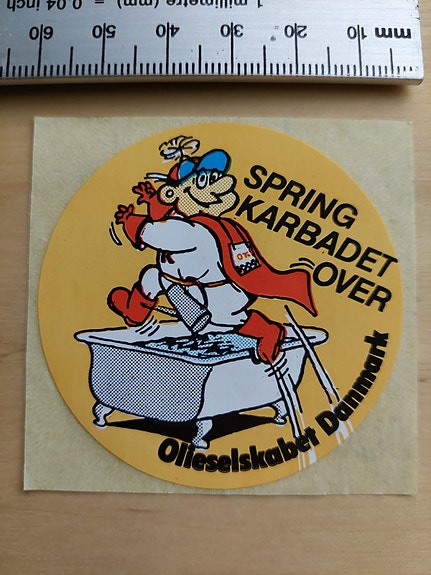 1 millimetre (mm) = 0.04 inch
60 50 40 30 20 10 mm
SPRING
KARBADET
OVER
OK
Olieselskabet Danmark